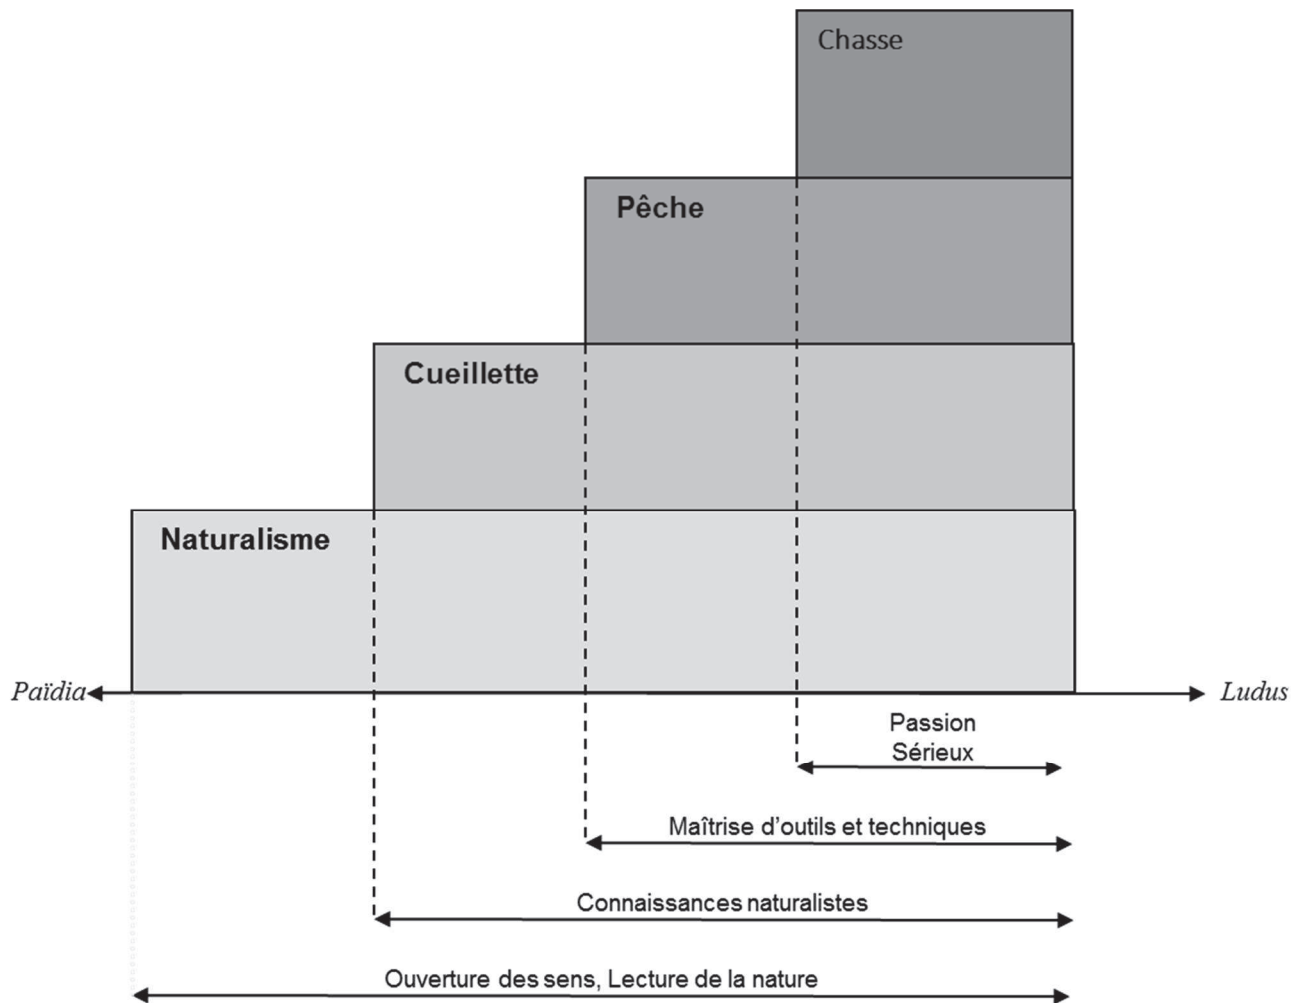 Chasse
Pêche
Cueillette
Naturalisme
Païdia
Ludus
Passion
Sérieux
Maîtrise d'outils et techniques
Connaissances naturalistes
Ouverture des sens, Lecture de la nature